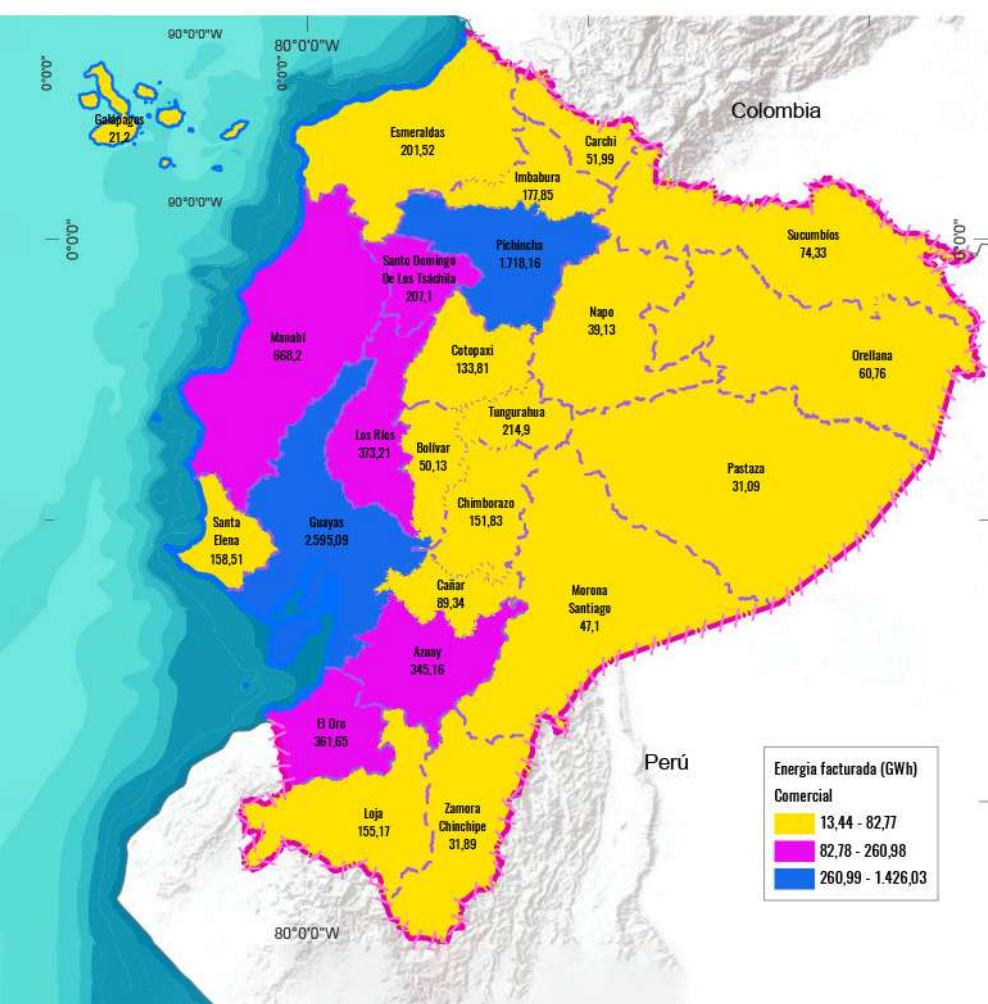 90°0'0"W
80°0'0"W
0°0'0"
0°0'0"
Colombia
Galápagos
21,2
Esmeraldas
201,52
Carchi
51,99
Imbabura
177,85
90°0'0"W
0°0'0"
Sucumbíos
74,33
0°0'0"
Pichincha
1.718,16
Santo Domingo
De Los Tsáchila
207,1
Napo
39,13
Manabí
668,2
Cotopaxi
133,81
Orellana
60,76
Tungurahua
214,9
Los Ríos
373,21
Bolívar
50,13
Pastaza
31,09
Chimborazo
151,83
Santa
Elena
158,51
Guayas
2.595,09
Cañar
89,34
Morona
Santiago
47,1
Azuay
345,16
El Oro
361,65
Perú
Loja
155,17
Zamora
Chinchipe
31,89
80°0'0"W
Energia facturada (GWh)
Comercial
13,44 - 82,77
82,78 - 260,98
260,99 - 1.426,03